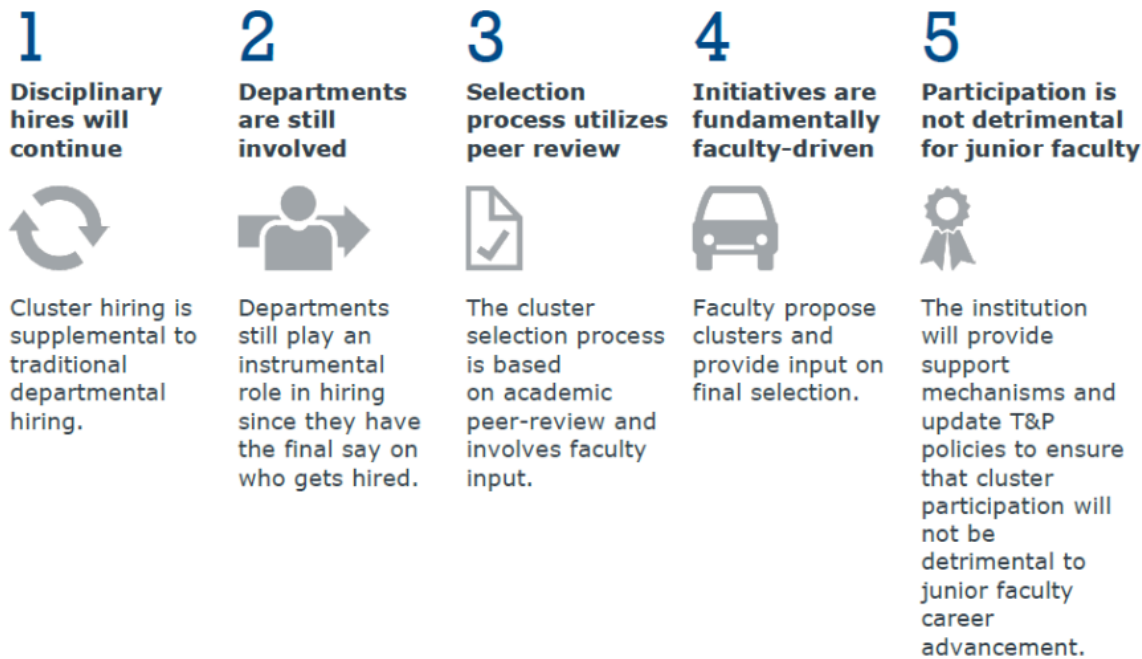 1
Disciplinary
hires will
continue
Cluster hiring is
supplemental to
traditional
departmental
hiring.
2
Departments
are still
involved
Departments
still play an
instrumental
role in hiring
since they have
the final say on
who gets hired.
3
Selection
process utilizes
peer review
The cluster
selection process
is based
on academic
peer-review and
involves faculty
input.
4
Initiatives are
fundamentally
faculty-driven
Faculty propose
clusters and
provide input on
final selection.
5
Participation is
not detrimental
for junior faculty
The institution
will provide
support
mechanisms and
update T&P
policies to ensure
that cluster
participation will
not be
detrimental to
junior faculty
career
advancement.